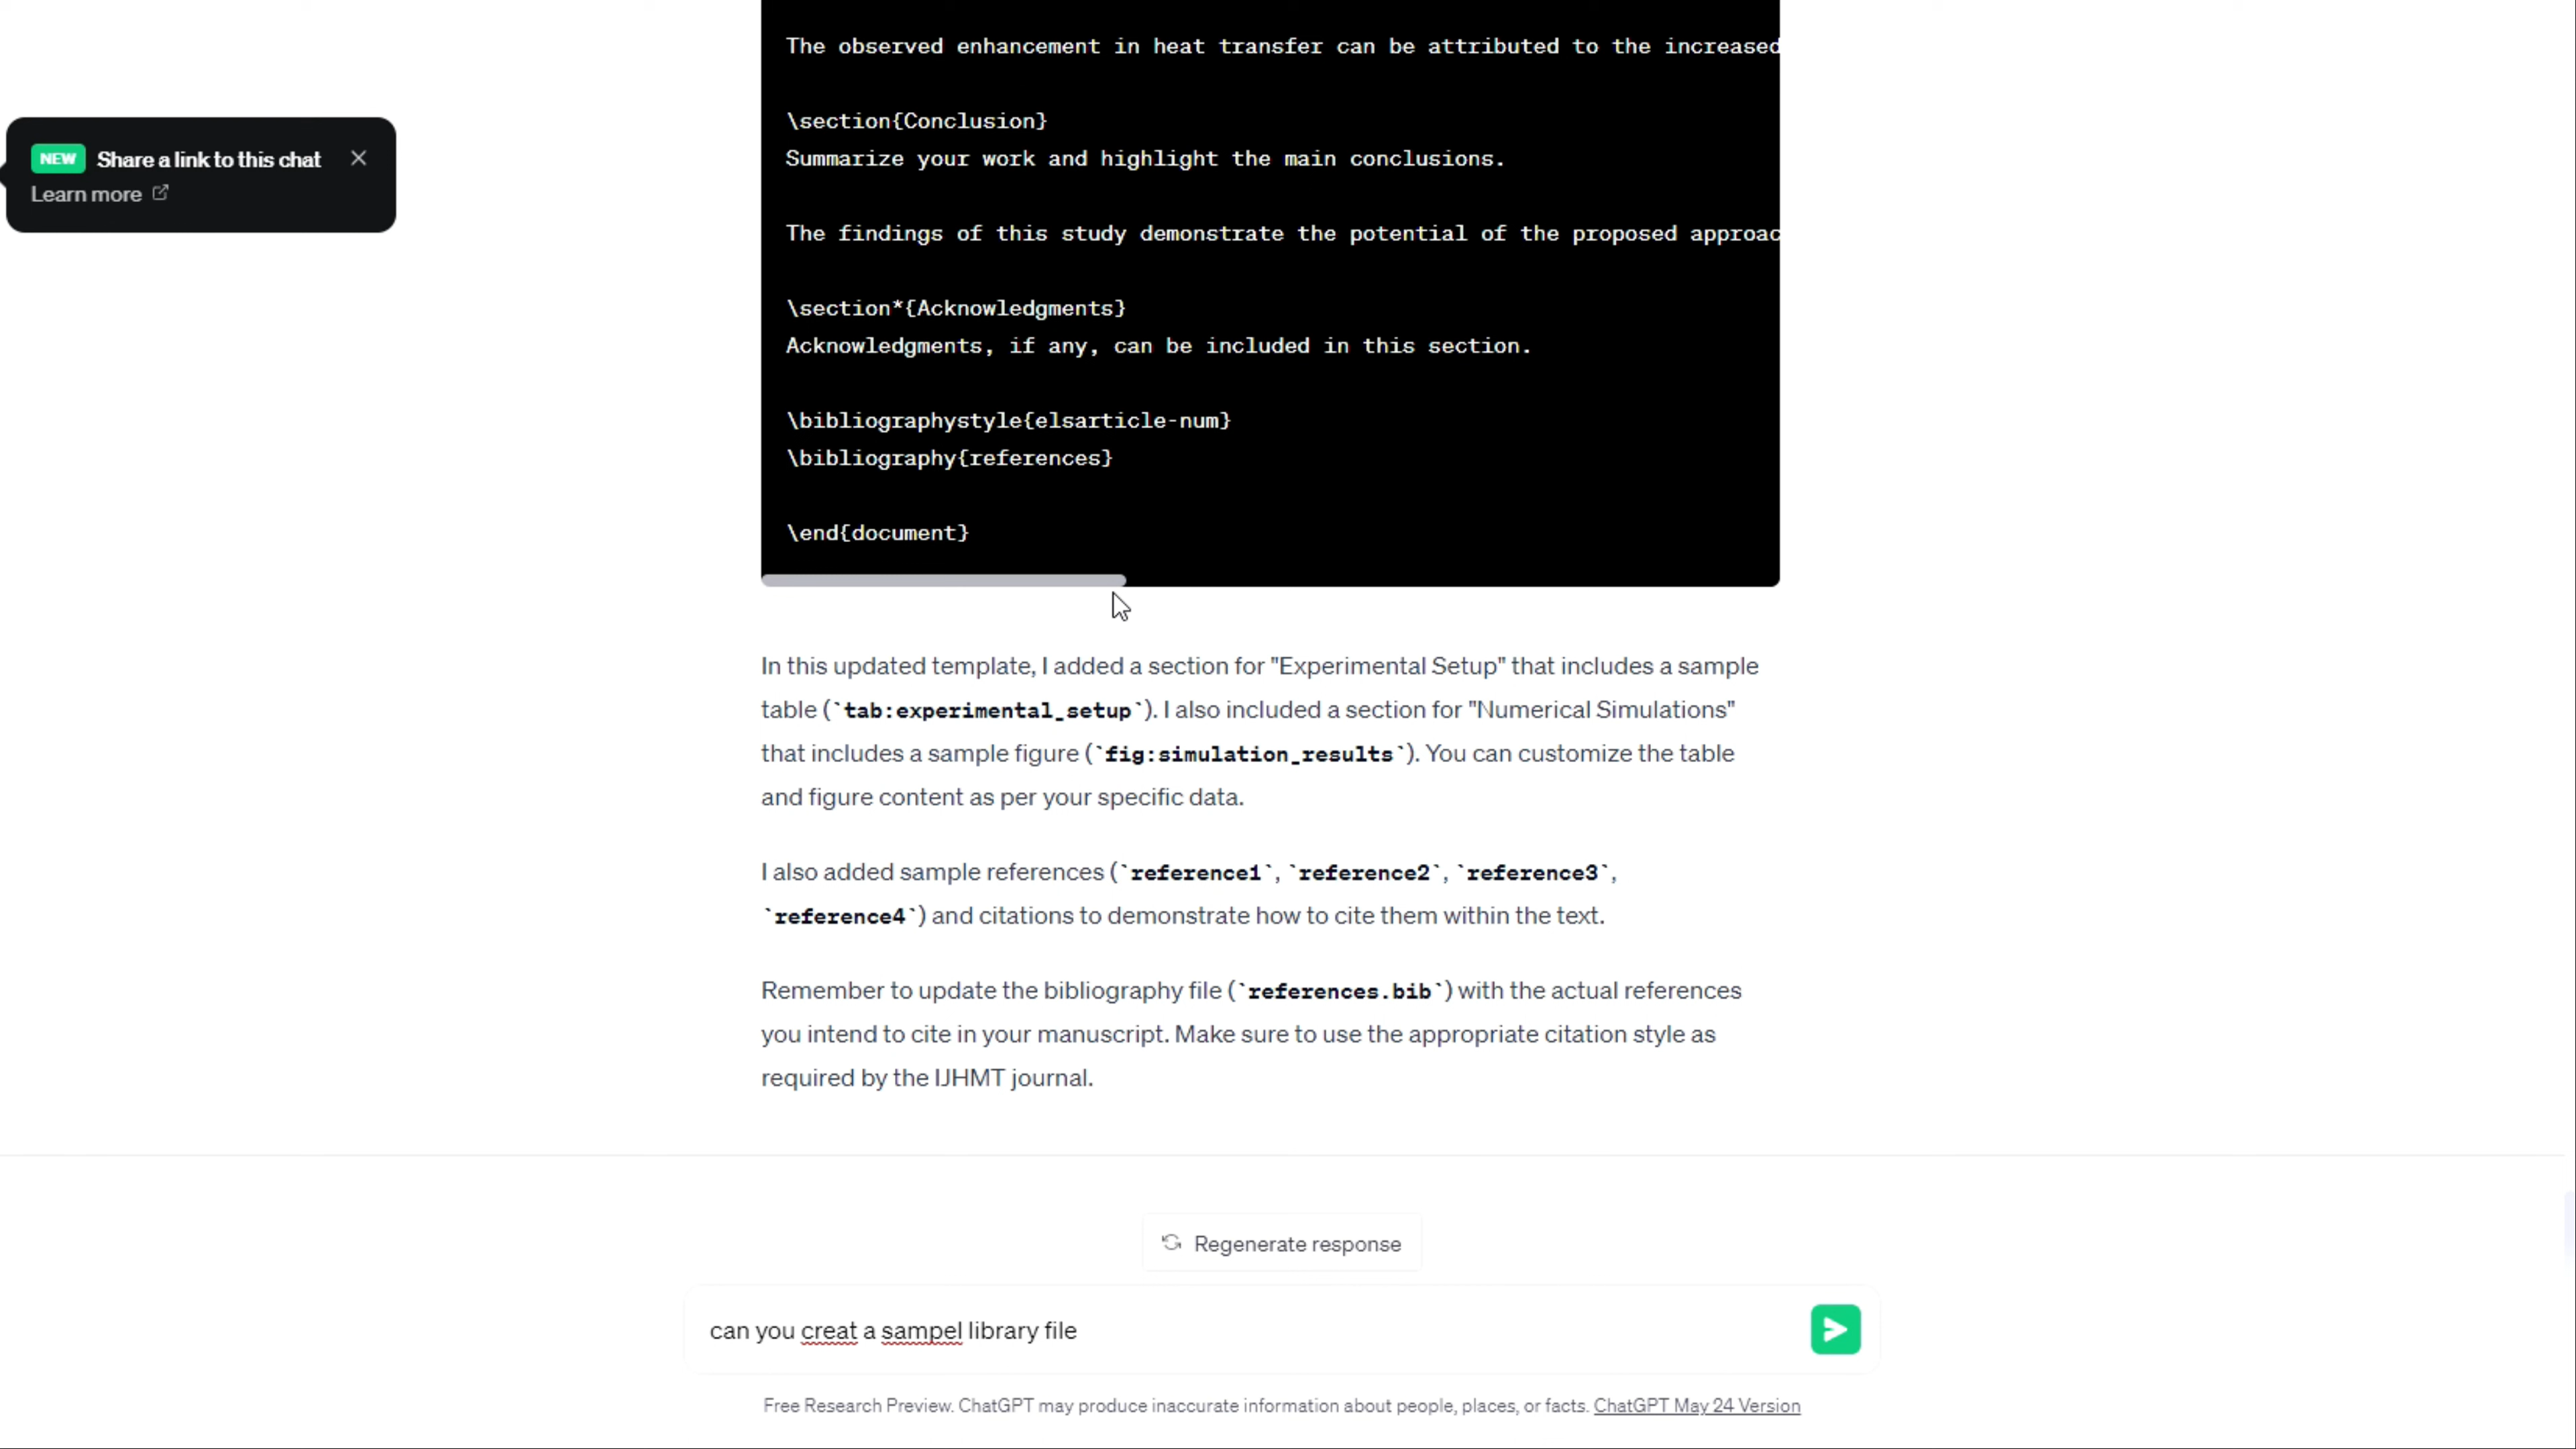 The observed enhancement in heat transfer can be attributed to the increased
NEW Share a link to this chat
Learn more
\section{Conclusion}
Summarize your work and highlight the main conclusions.
The findings of this study demonstrate the potential of the proposed approac
\section*{Acknowledgments}
Acknowledgments, if any, can be included in this section.
\bibliographystyle{elsarticle-num}
\bibliography{references}
\end{document}
In this updated template, I added a section for "Experimental Setup" that includes a sample
table (`tab:experimental_setup`). I also included a section for "Numerical Simulations"
that includes a sample figure (`fig:simulation_results`). You can customize the table
and figure content as per your specific data.
I also added sample references (`reference1`, `reference2`, `reference3`,
`reference4`) and citations to demonstrate how to cite them within the text.
Remember to update the bibliography file (`references.bib`) with the actual references
you intend to cite in your manuscript. Make sure to use the appropriate citation style as
required by the IJHMT journal.
Regenerate response
can you creat a sampel library file
Free Research Preview. ChatGPT may produce inaccurate information about people, places, or facts. ChatGPT May 24 Version